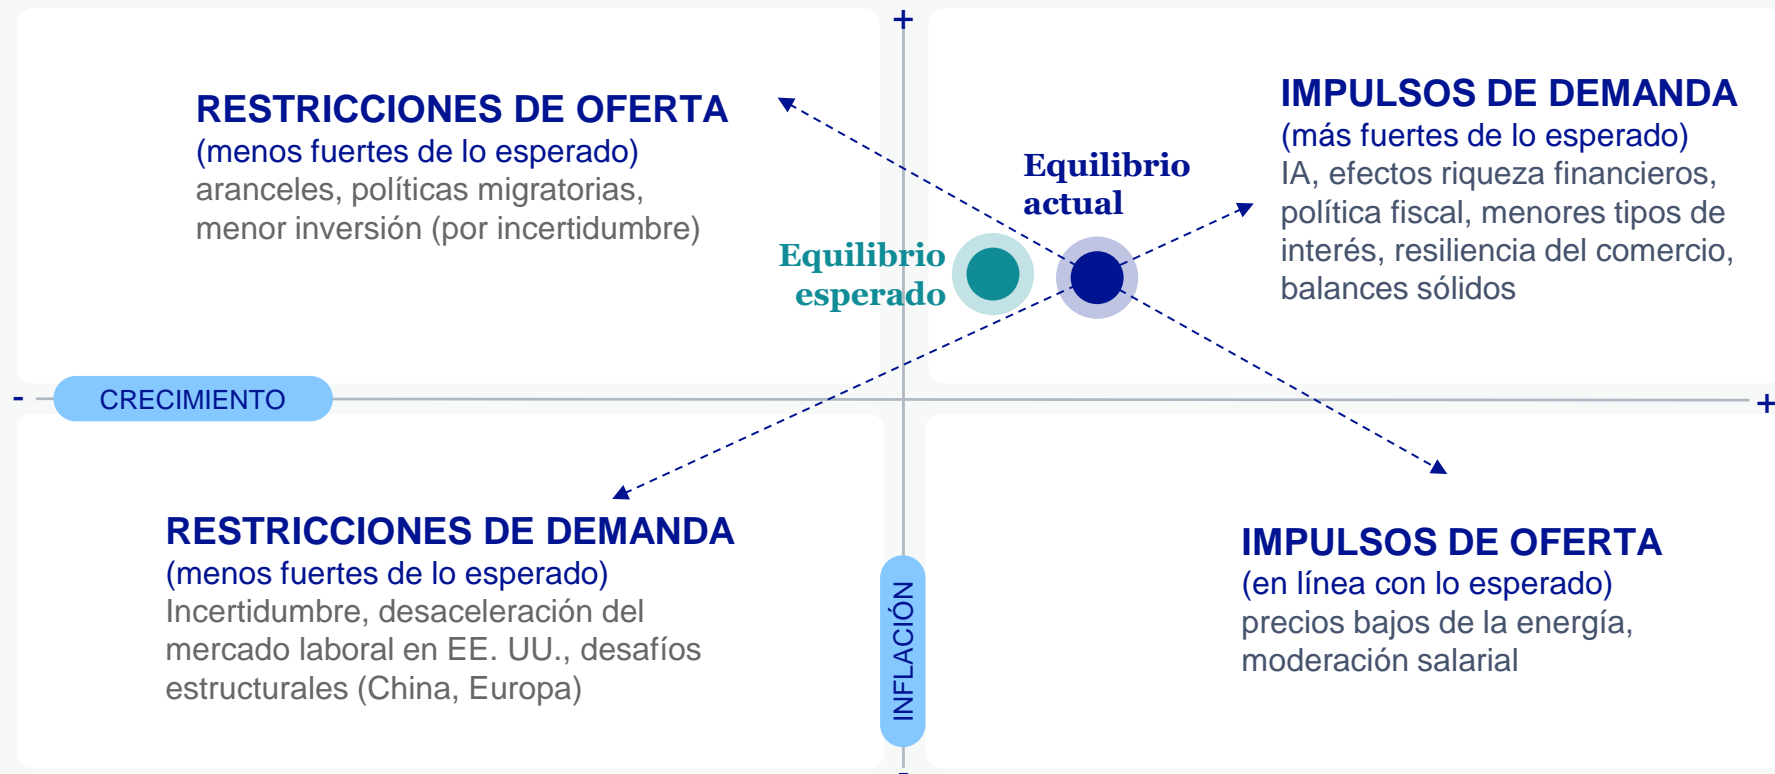 +
RESTRICCIONES DE OFERTA
(menos fuertes de lo esperado)
aranceles, políticas migratorias,
menor inversión (por incertidumbre)
IMPULSOS DE DEMANDA
(más fuertes de lo esperado)
IA, efectos riqueza financieros,
política fiscal, menores tipos de
interés, resiliencia del comercio,
balances sólidos
Equilibrio
actual
Equilibrio
esperado
-
CRECIMIENTO
+
RESTRICCIONES DE DEMANDA
(menos fuertes de lo esperado)
Incertidumbre, desaceleración del
mercado laboral en EE. UU., desafíos
estructurales (China, Europa)
INFLACIÓN
IMPULSOS DE OFERTA
(en línea con lo esperado)
precios bajos de la energía,
moderación salarial
-